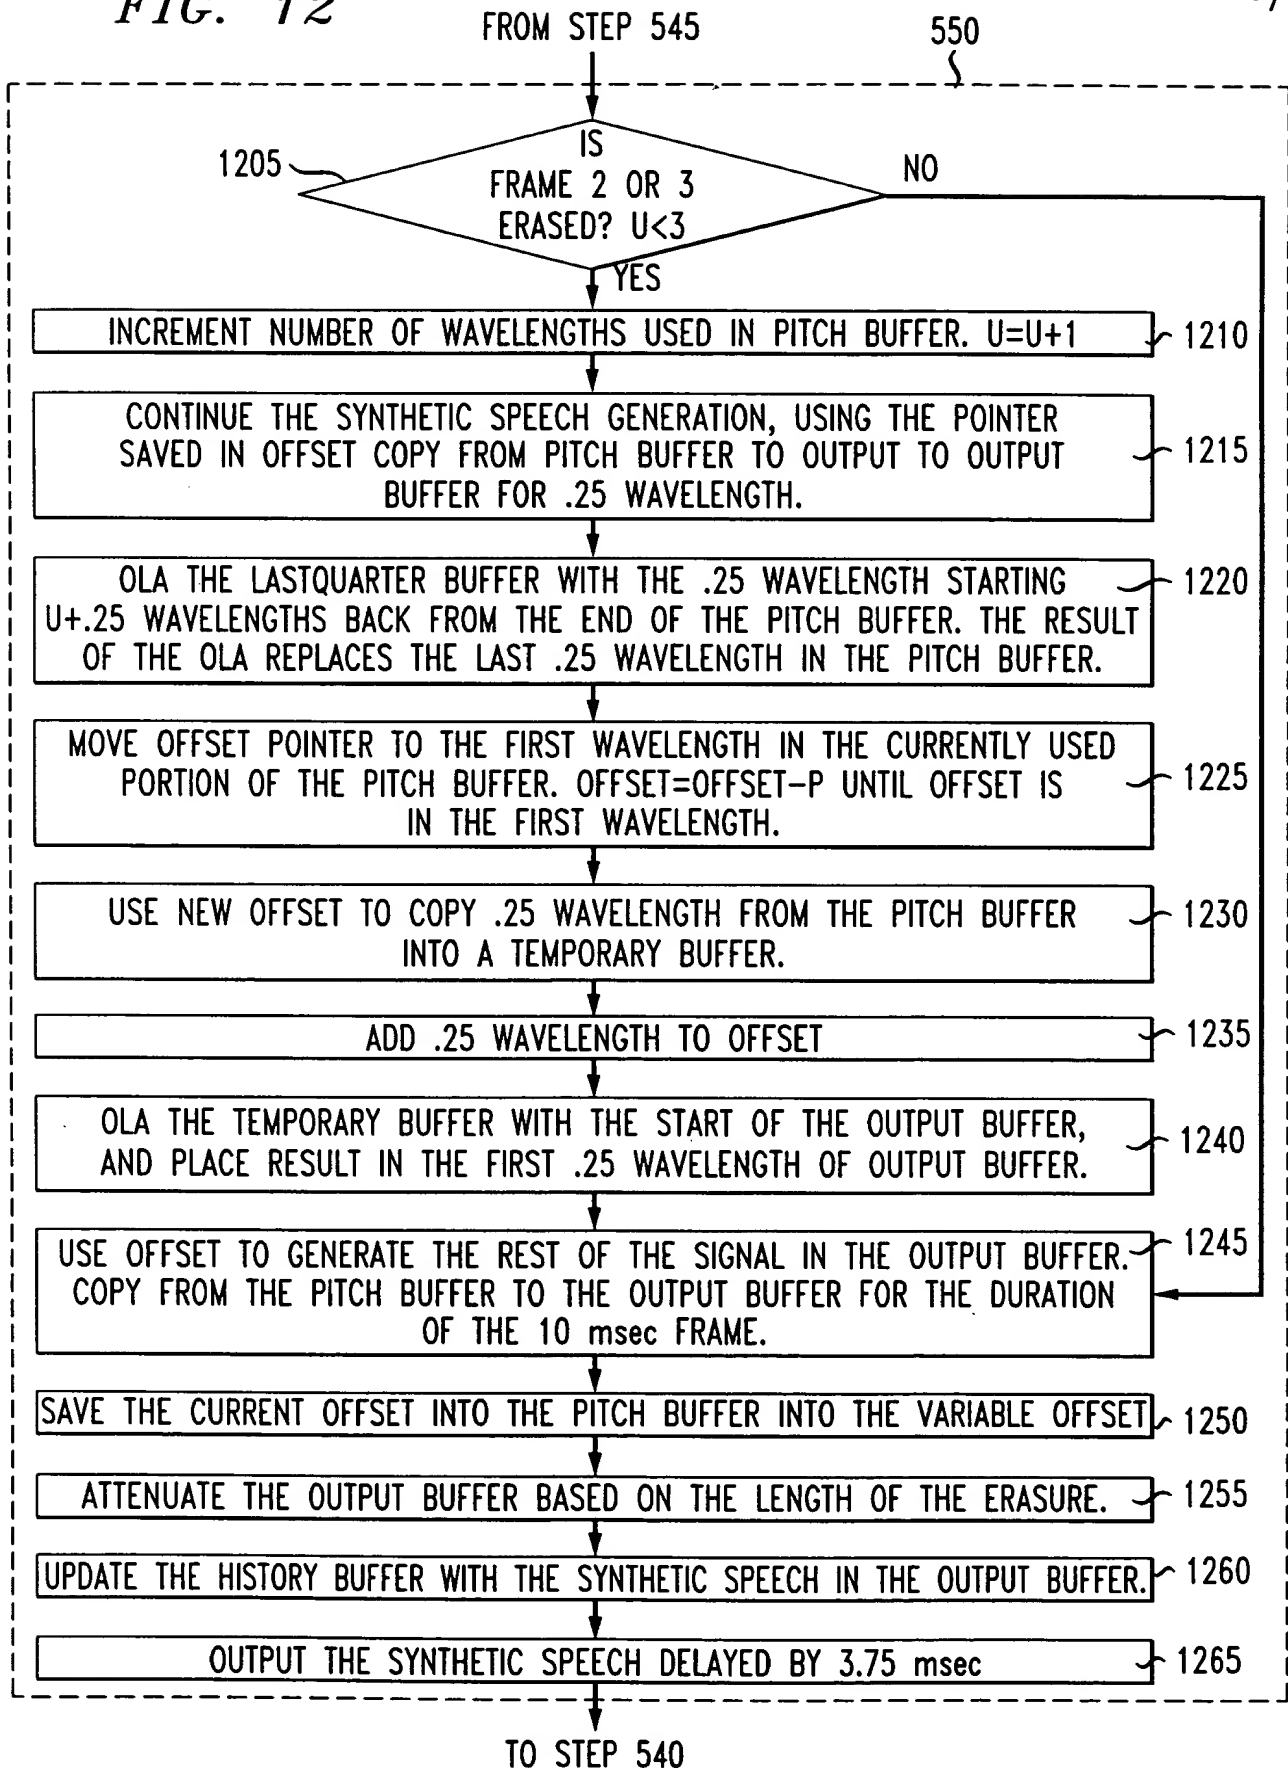 FIG. 12
FROM STEP 545
550
1205
IS
FRAME 2 OR 3
ERASED? U<3
NO
YES
INCREMENT NUMBER OF WAVELENGTHS USED IN PITCH BUFFER. U=U+1
1210
CONTINUE THE SYNTHETIC SPEECH GENERATION, USING THE POINTER
SAVED IN OFFSET COPY FROM PITCH BUFFER TO OUTPUT TO OUTPUT
BUFFER FOR .25 WAVELENGTH.
1215
OLA THE LASTQUARTER BUFFER WITH THE .25 WAVELENGTH STARTING
U+.25 WAVELENGTHS BACK FROM THE END OF THE PITCH BUFFER. THE RESULT
OF THE OLA REPLACES THE LAST .25 WAVELENGTH IN THE PITCH BUFFER.
1220
MOVE OFFSET POINTER TO THE FIRST WAVELENGTH IN THE CURRENTLY USED
PORTION OF THE PITCH BUFFER. OFFSET=OFFSET-P UNTIL OFFSET IS
IN THE FIRST WAVELENGTH.
1225
USE NEW OFFSET TO COPY .25 WAVELENGTH FROM THE PITCH BUFFER
INTO A TEMPORARY BUFFER.
1230
ADD .25 WAVELENGTH TO OFFSET
1235
OLA THE TEMPORARY BUFFER WITH THE START OF THE OUTPUT BUFFER,
AND PLACE RESULT IN THE FIRST .25 WAVELENGTH OF OUTPUT BUFFER.
1240
USE OFFSET TO GENERATE THE REST OF THE SIGNAL IN THE OUTPUT BUFFER.
COPY FROM THE PITCH BUFFER TO THE OUTPUT BUFFER FOR THE DURATION
OF THE 10 msec FRAME.
1245
SAVE THE CURRENT OFFSET INTO THE PITCH BUFFER INTO THE VARIABLE OFFSET
1250
ATTENUATE THE OUTPUT BUFFER BASED ON THE LENGTH OF THE ERASURE.
1255
UPDATE THE HISTORY BUFFER WITH THE SYNTHETIC SPEECH IN THE OUTPUT BUFFER.
1260
OUTPUT THE SYNTHETIC SPEECH DELAYED BY 3.75 msec
1265
TO STEP 540